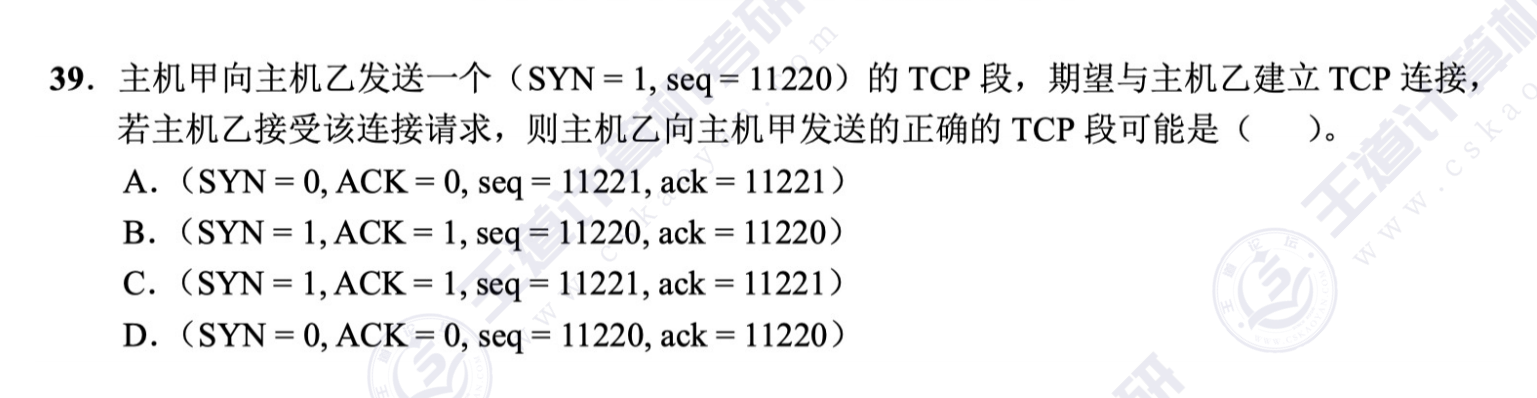 39. 主机甲向主机乙发送一个（SYN = 1, seq = 11220）的 TCP 段，期望与主机乙建立 TCP 连接，
若主机乙接受该连接请求，则主机乙向主机甲发送的正确的 TCP 段可能是（  ）。
A.（SYN = 0, ACK = 0, seq = 11221, ack = 11221）
B.（SYN = 1, ACK = 1, seq = 11220, ack = 11220）
C.（SYN = 1, ACK = 1, seq = 11221, ack = 11221）
D.（SYN = 0, ACK = 0, seq = 11220, ack = 11220）